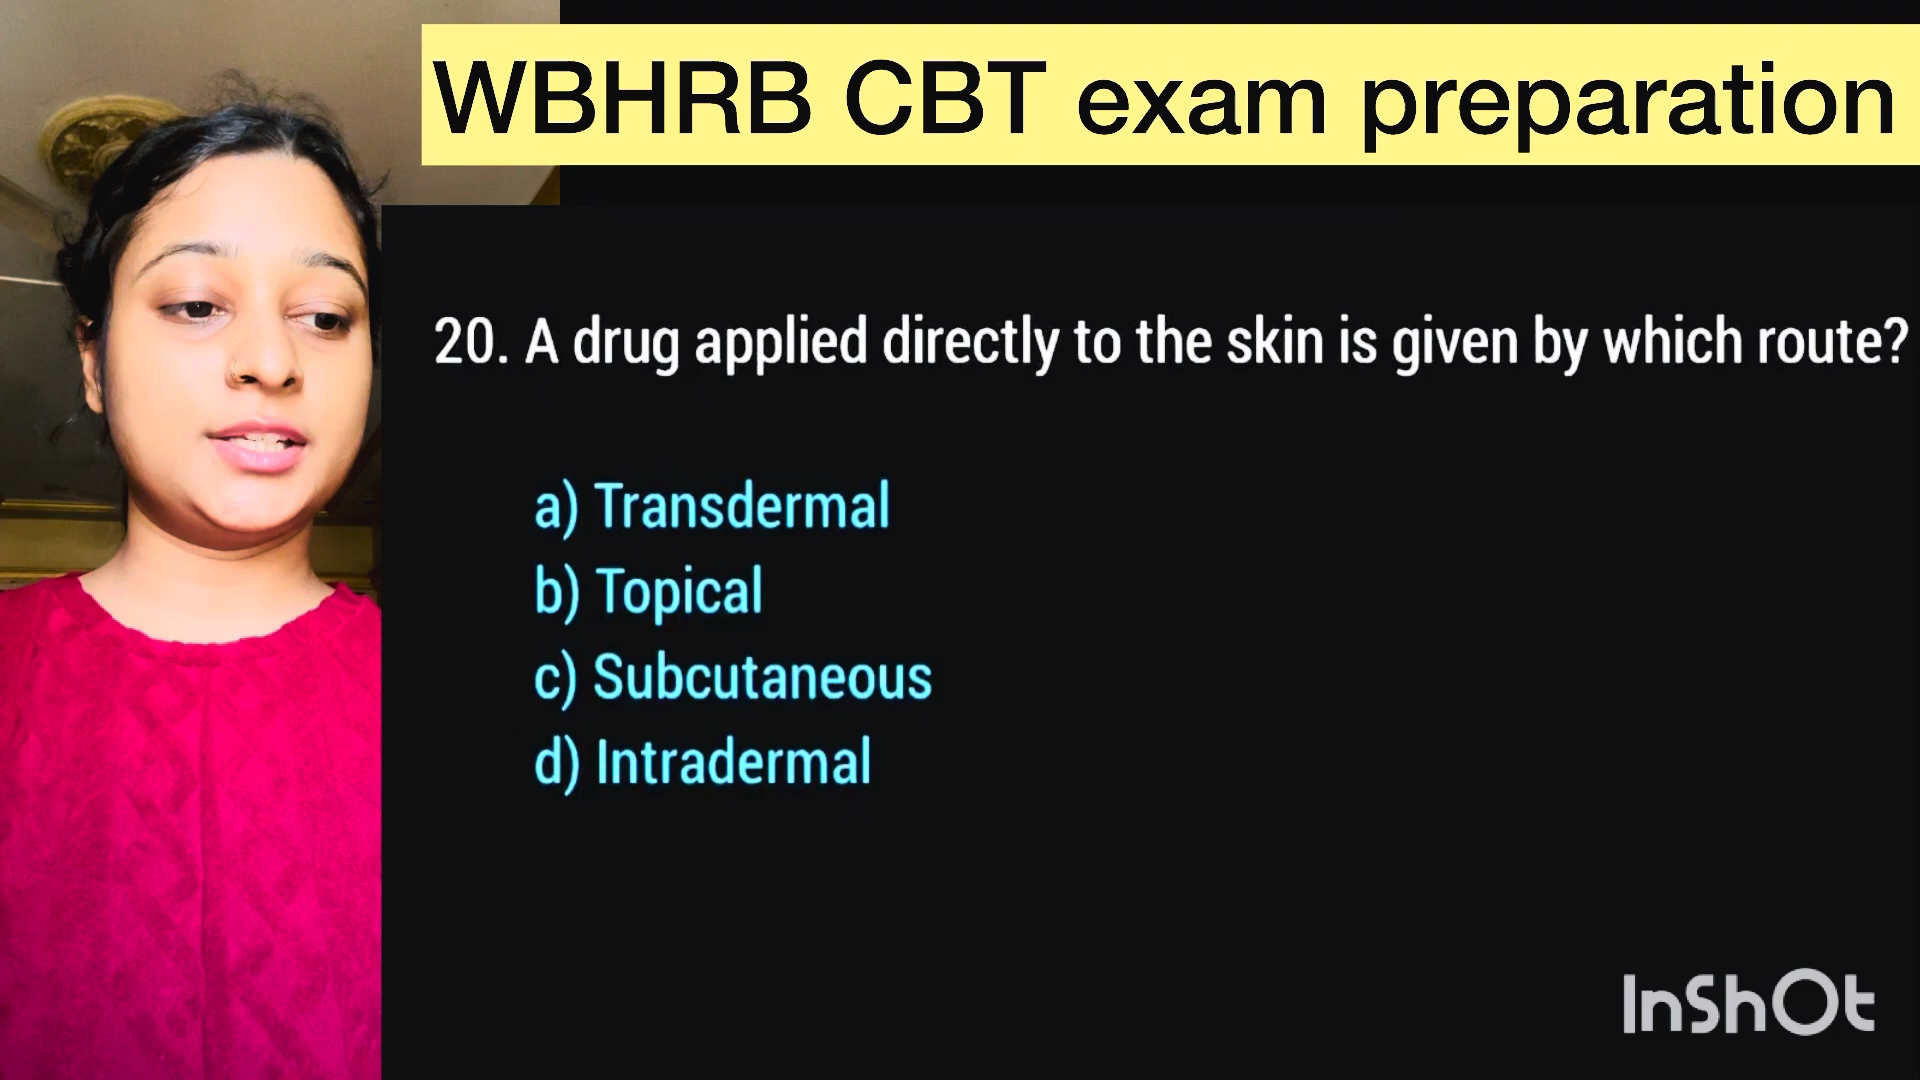 WBHRB CBT exam preparation
20. A drug applied directly to the skin is given by which route?
a) Transdermal
b) Topical
c) Subcutaneous
d) Intradermal
InShOt